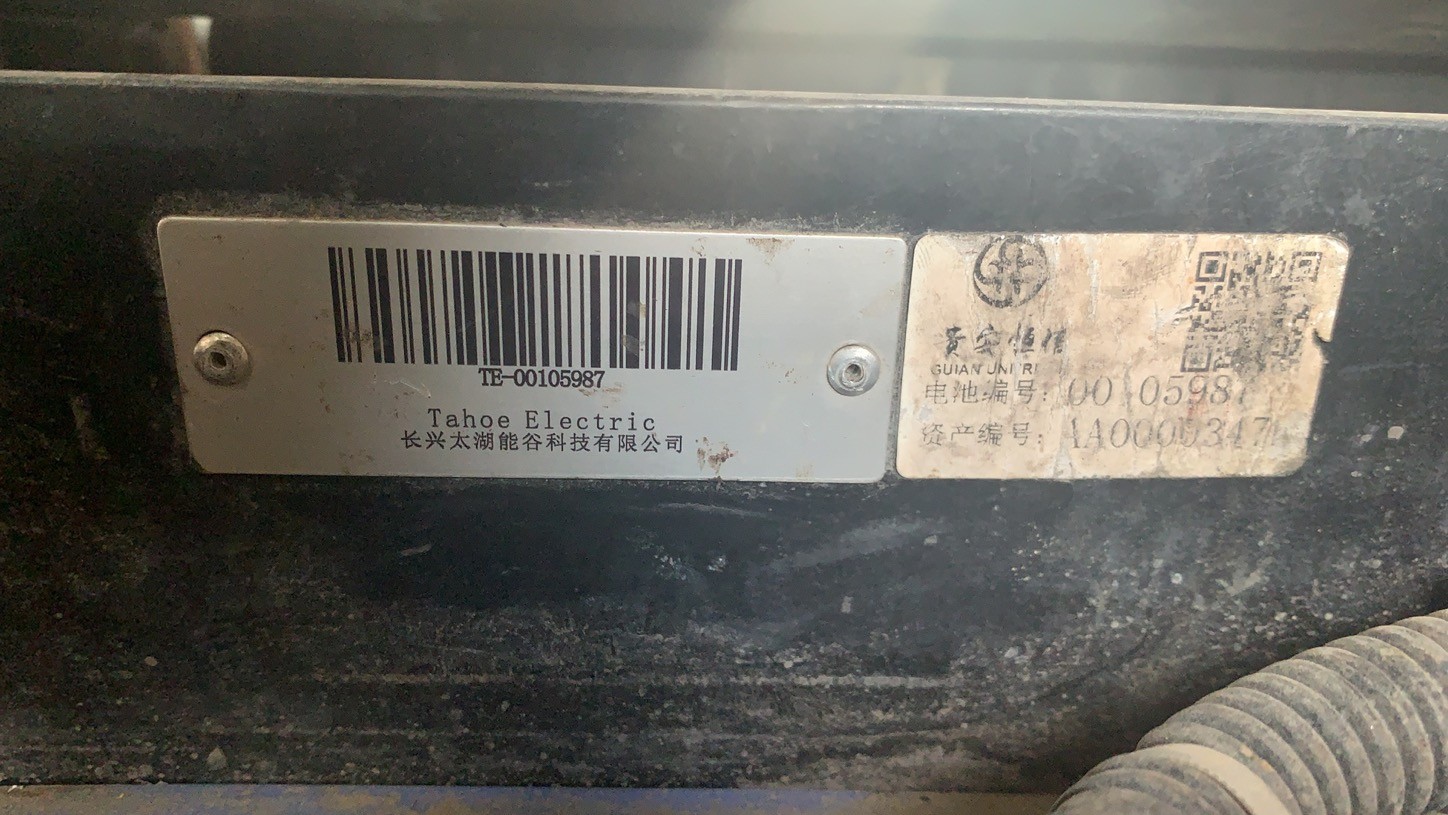 TE-00105987
Tahoe Electric
长兴太湖能谷科技有限公司
贵安恒信
GUIAN
电池编号：00105987
资产编号：